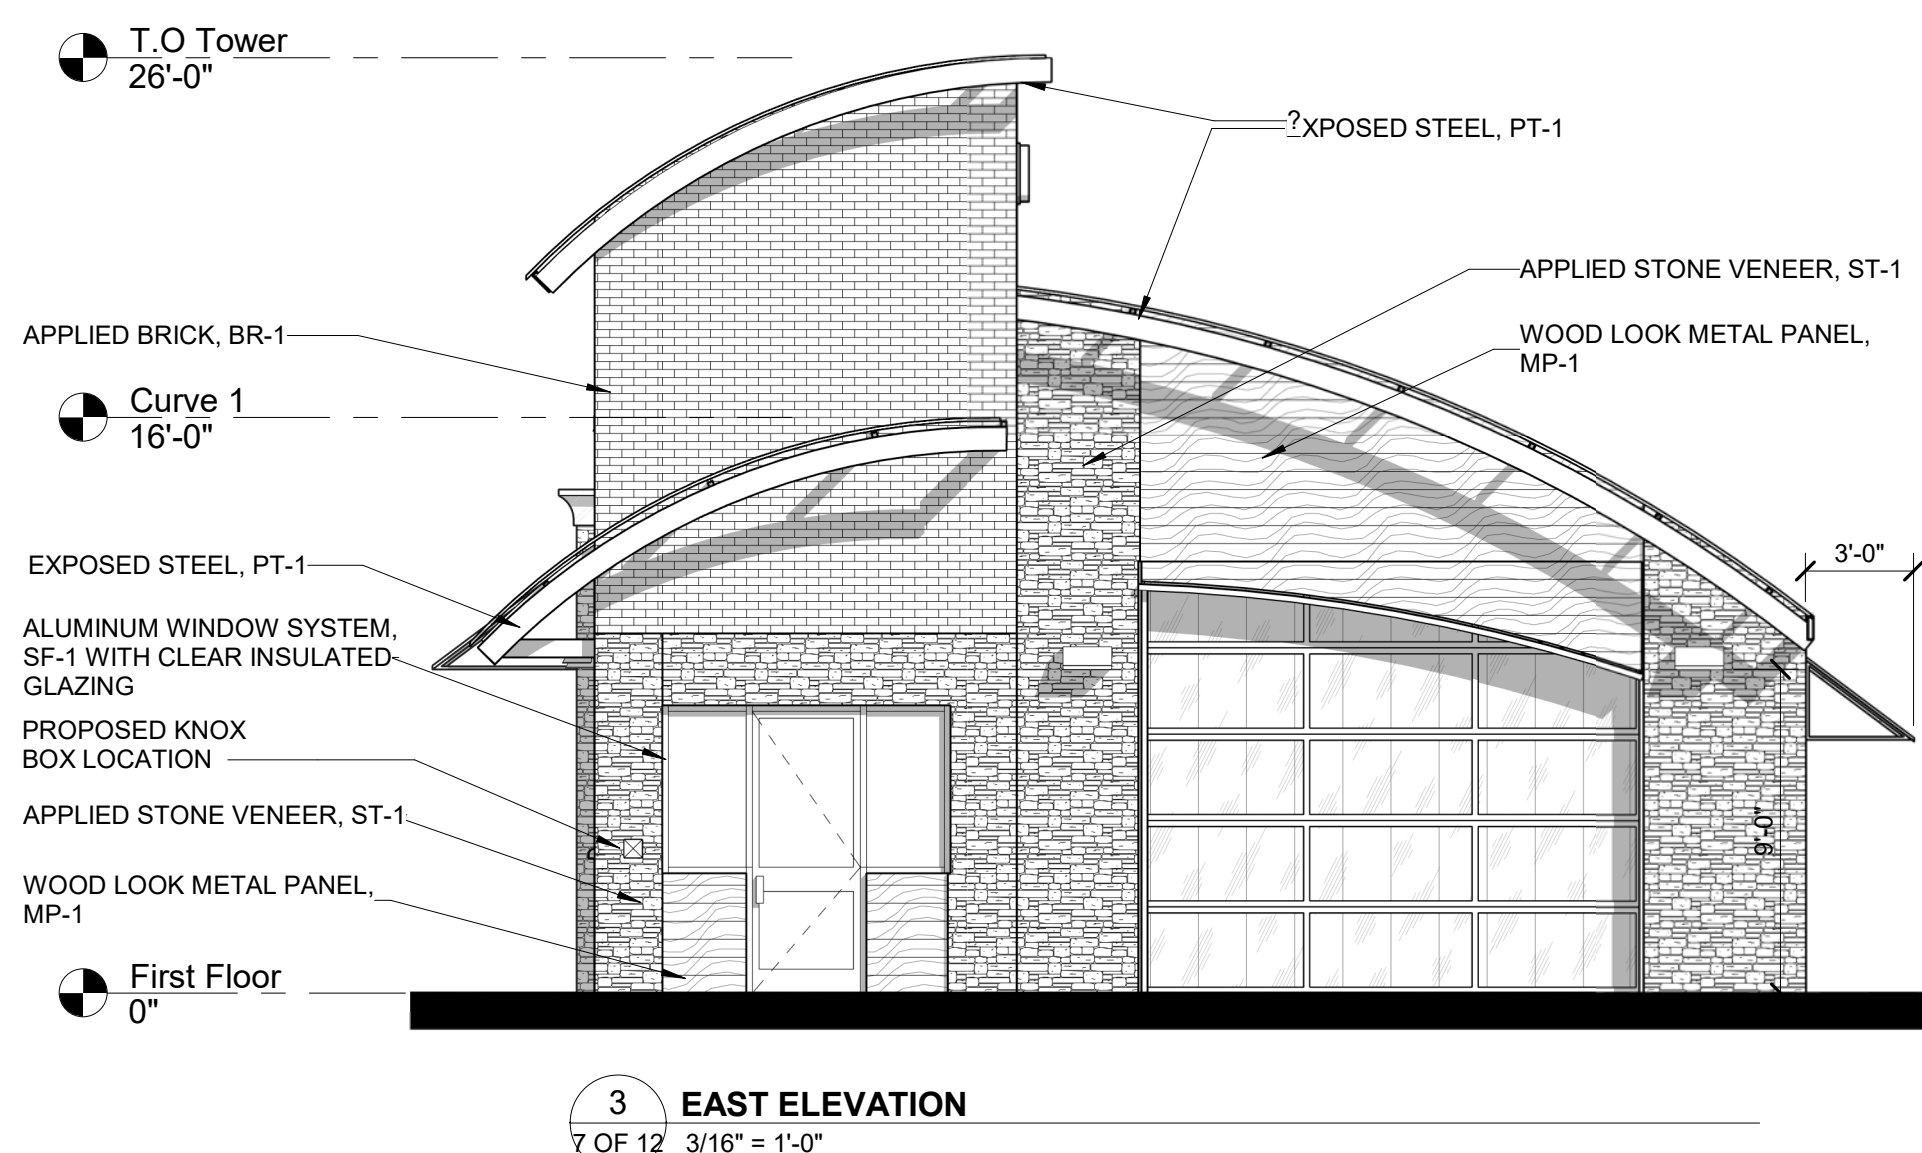 T.O Tower
26'-0"
?XPOSED STEEL, PT-1
APPLIED STONE VENEER, ST-1
APPLIED BRICK, BR-1
WOOD LOOK METAL PANEL,
MP-1
Curve 1
16'-0"
3'-0"
EXPOSED STEEL, PT-1
ALUMINUM WINDOW SYSTEM,
SF-1 WITH CLEAR INSULATED
GLAZING
PROPOSED KNOX
BOX LOCATION
APPLIED STONE VENEER, ST-1
9'-0"
WOOD LOOK METAL PANEL,
MP-1
First Floor
0"
3
EAST ELEVATION
7 OF 12
3/16" = 1'-0"